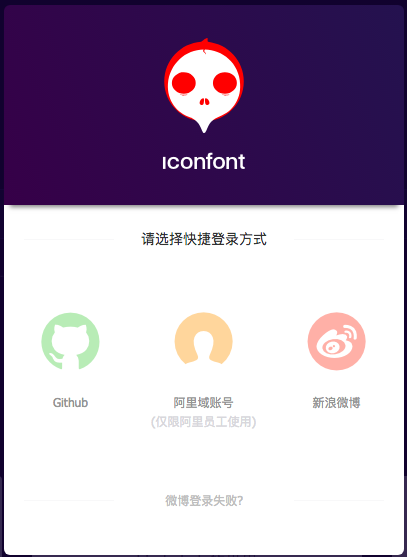 iconfont
请选择快捷登录方式
Github
阿里域账号
新浪微博
(仅限阿里员工使用)
微博登录失败?